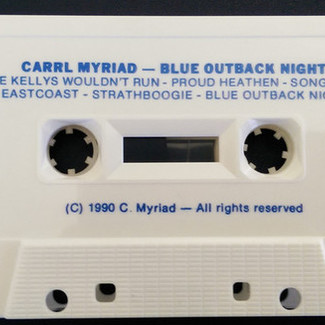 CARRL MYRIAD — BLUE OUTBACK NIGHT
KELLYS WOULDN'T RUN - PROUD HEATHEN - SONG
EASTCOAST - STRATHBOOGIE - BLUE OUTBACK
(C) 1990 C. Myriad — All rights reserved